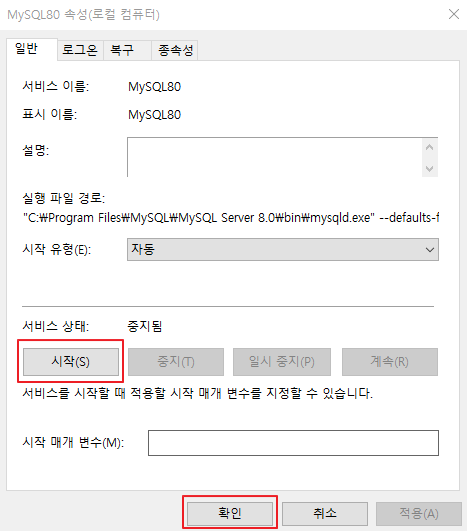 MySQL80 속성(로컬 컴퓨터)
일반 로그온 복구 종속성
서비스 이름: MySQL80
표시 이름: MySQL80
설명:
실행 파일 경로:
"C:₩Program Files₩MySQL₩MySQL Server 8.0₩bin₩mysqld.exe" --defaults-f
시작 유형(E): 자동
서비스 상태: 중지됨
시작(S) 중지(T) 일시 중지(P) 계속(R)
서비스를 시작할 때 적용할 시작 매개 변수를 지정할 수 있습니다.
시작 매개 변수(M):
확인 취소 적용(A)